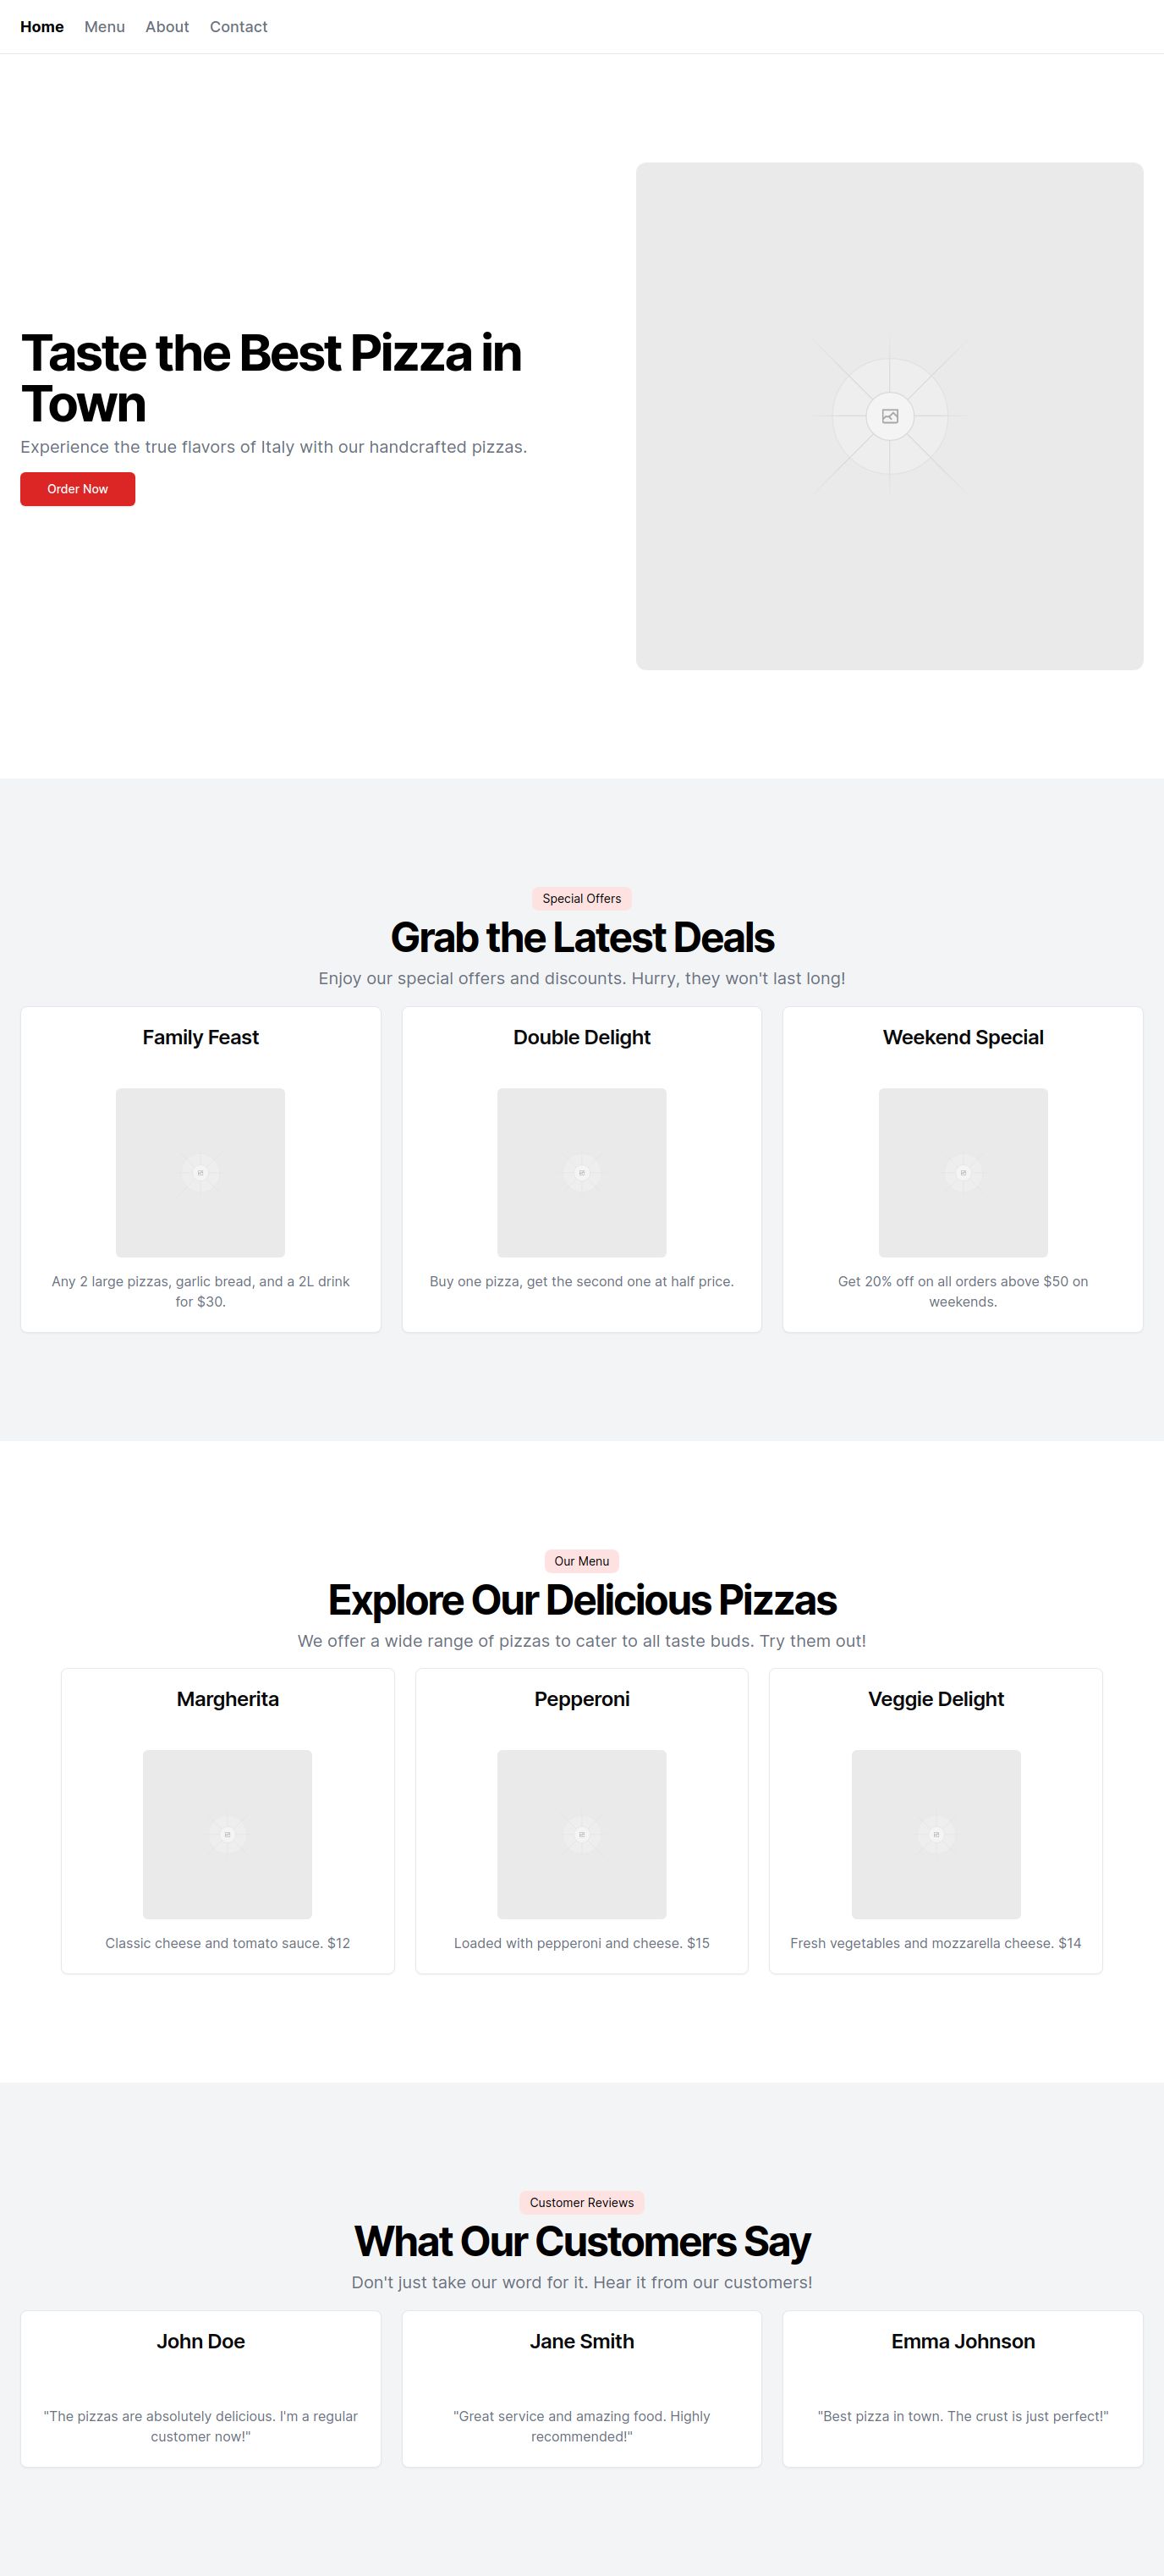 Home Menu About Contact
Taste the Best Pizza in
Town
Experience the true flavors of Italy with our handcrafted pizzas.
Order Now
Special Offers
Grab the Latest Deals
Enjoy our special offers and discounts. Hurry, they won't last long!
Family Feast
Any 2 large pizzas, garlic bread, and a 2L drink
for $30.
Double Delight
Buy one pizza, get the second one at half price.
Weekend Special
Get 20% off on all orders above $50 on
weekends.
Our Menu
Explore Our Delicious Pizzas
We offer a wide range of pizzas to cater to all taste buds. Try them out!
Margherita
Classic cheese and tomato sauce. $12
Pepperoni
Loaded with pepperoni and cheese. $15
Veggie Delight
Fresh vegetables and mozzarella cheese. $14
Customer Reviews
What Our Customers Say
Don't just take our word for it. Hear it from our customers!
John Doe
"The pizzas are absolutely delicious. I'm a regular
customer now!"
Jane Smith
"Great service and amazing food. Highly
recommended!"
Emma Johnson
"Best pizza in town. The crust is just perfect!"